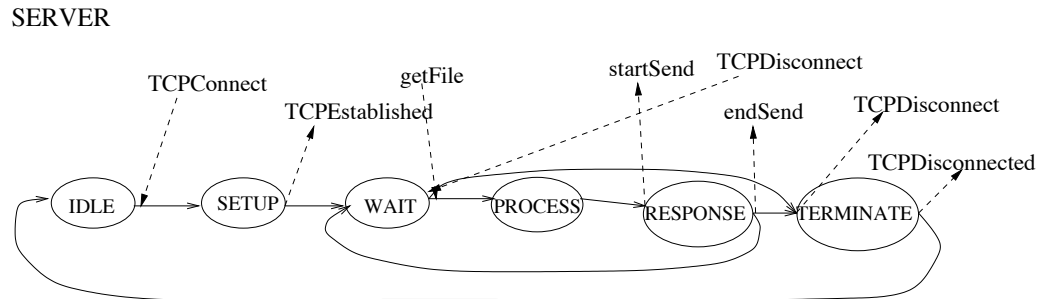 SERVER
TCPConnect
getFile
startSend
TCPDisconnect
TCPEstablished
endSend
TCPDisconnect
TCPDisconnected
IDLE
SETUP
WAIT
PROCESS
RESPONSE
TERMINATE